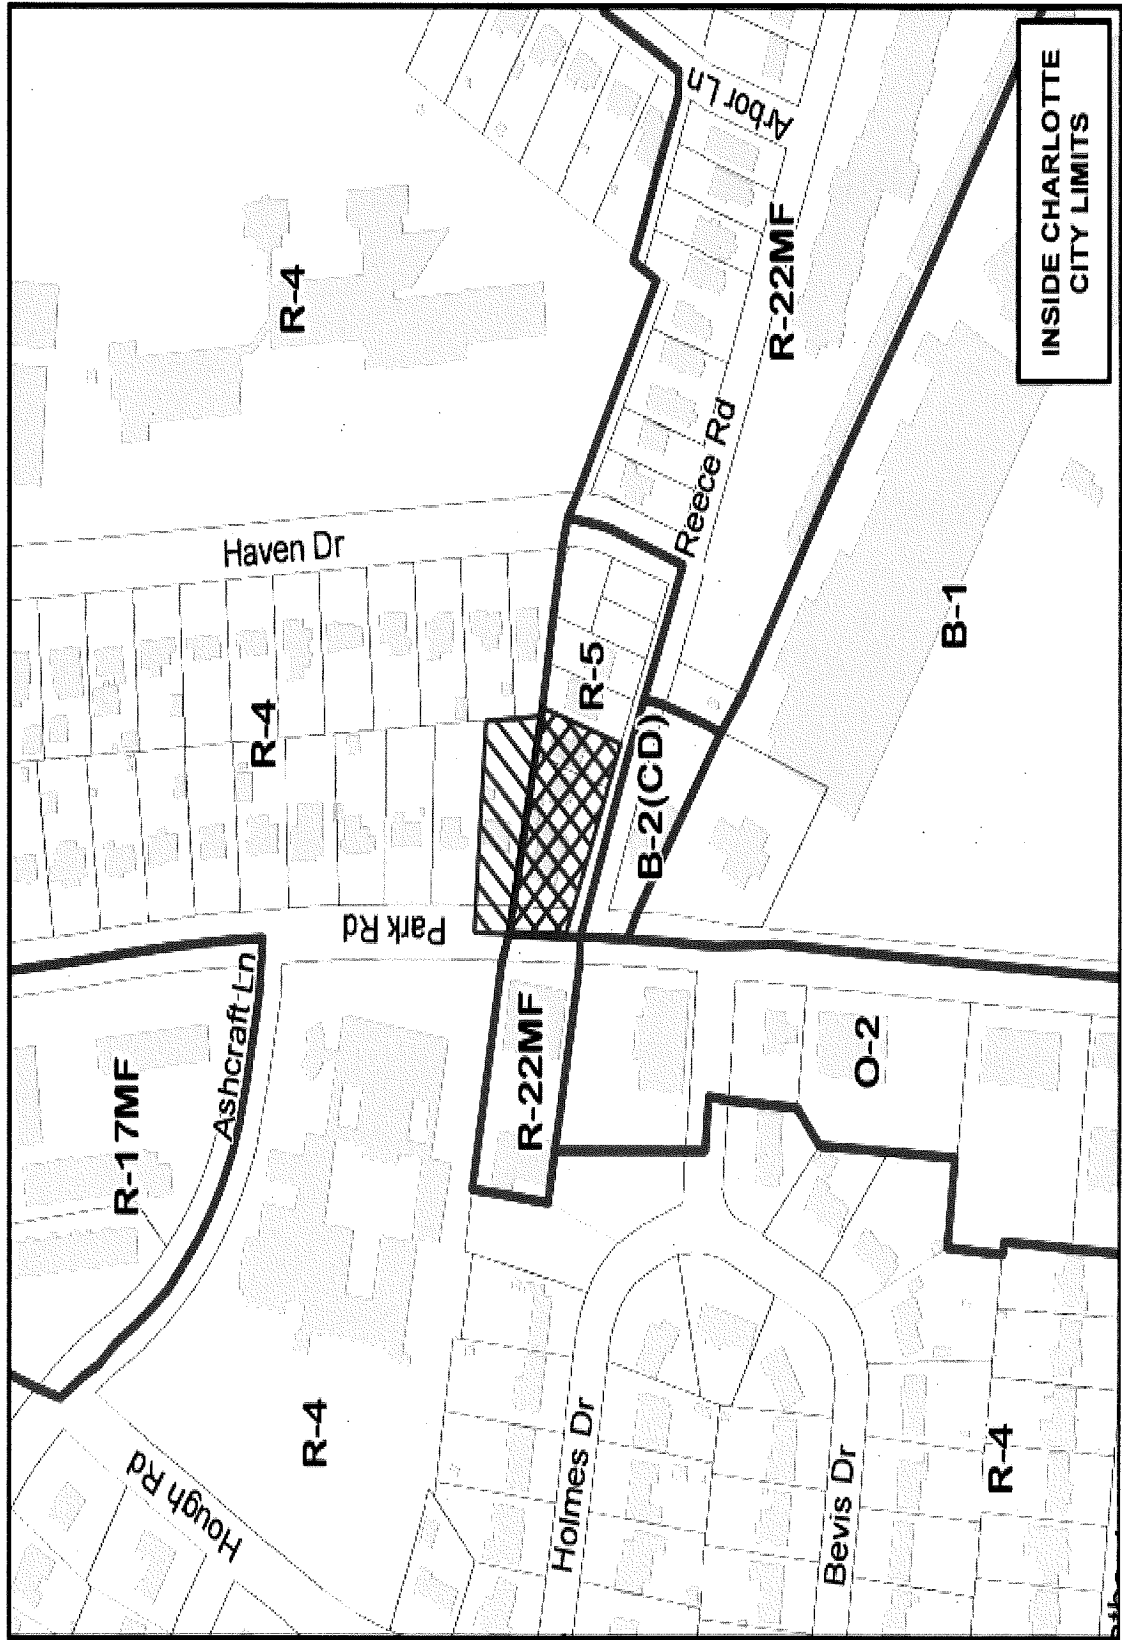 R-17MF
Hough Rd
Ashcraft Ln
R-4
Haven Dr
R-4
R-4
Park Rd
R-22MF
Holmes Dr
R-5
B-2(CD)
Reece Rd
Arbor Ln
R-22MF
Bevis Dr
O-2
B-1
R-4
INSIDE CHARLOTTE
CITY LIMITS